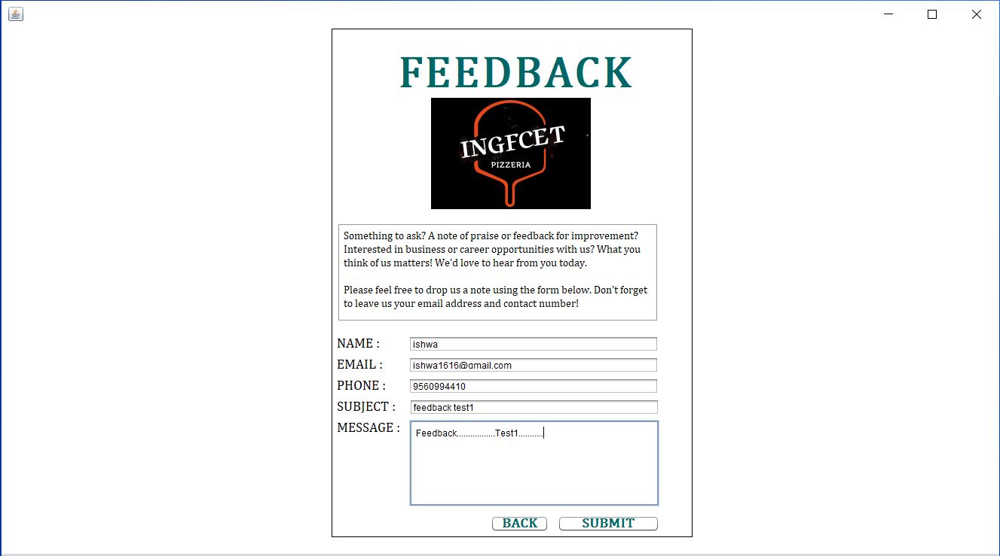 FEEDBACK
INGFCET
PIZZERIA
Something to ask? A note of praise or feedback for improvement?
Interested in business or career opportunities with us? What you
think of us matters! We'd love to hear from you today.
Please feel free to drop us a note using the form below. Don't forget
to leave us your email address and contact number!
NAME : ishwa
EMAIL : ishwa1616@gmail.com
PHONE : 9560994410
SUBJECT : feedback test1
MESSAGE : Feedback.................Test1...........
BACK SUBMIT